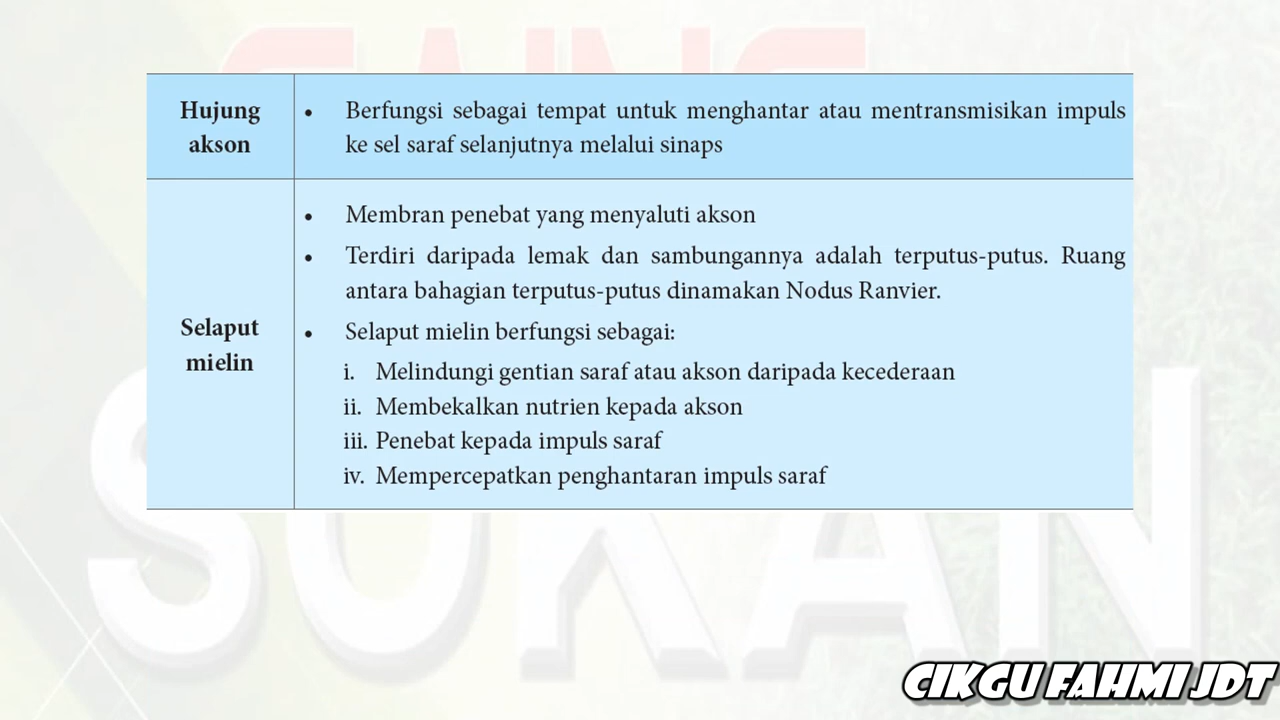 SAINS
Hujung
akson
• Berfungsi sebagai tempat untuk menghantar atau mentransmisikan impuls
ke sel saraf selanjutnya melalui sinaps
Selaput
mielin
• Membran penebat yang menyaluti akson
• Terdiri daripada lemak dan sambungannya adalah terputus-putus. Ruang
antara bahagian terputus-putus dinamakan Nodus Ranvier.
• Selaput mielin berfungsi sebagai:
i. Melindungi gentian saraf atau akson daripada kecederaan
ii. Membekalkan nutrien kepada akson
iii. Penebat kepada impuls saraf
iv. Mempercepatkan penghantaran impuls saraf
SUKAN
CIKGU FAHMI JDT